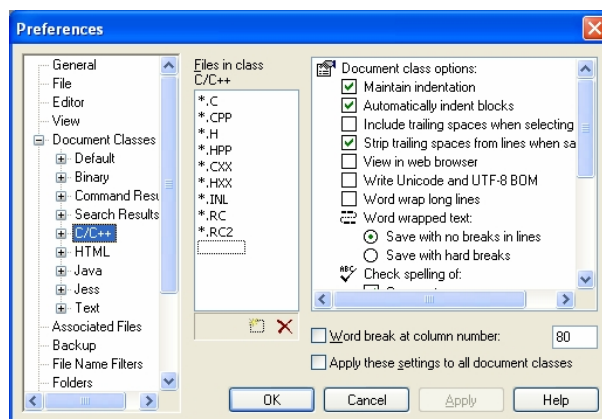 Preferences
General
File
Editor
View
Document Classes
Default
Binary
Command Resu
Search Results
C/C++
HTML
Java
Jess
Text
Associated Files
Backup
File Name Filters
Folders
Files in class
C/C++
*.C
*.CPP
*.H
*.HPP
*.CXX
*.HXX
*.INL
*.RC
*.RC2
Document class options:
Maintain indentation
Automatically indent blocks
Include trailing spaces when selecting
Strip trailing spaces from lines when sa
View in web browser
Write Unicode and UTF-8 BOM
Word wrap long lines
Word wrapped text:
Save with no breaks in lines
Save with hard breaks
ABC
Check spelling of:
Word break at column number: 80
Apply these settings to all document classes
OK Cancel Apply Help